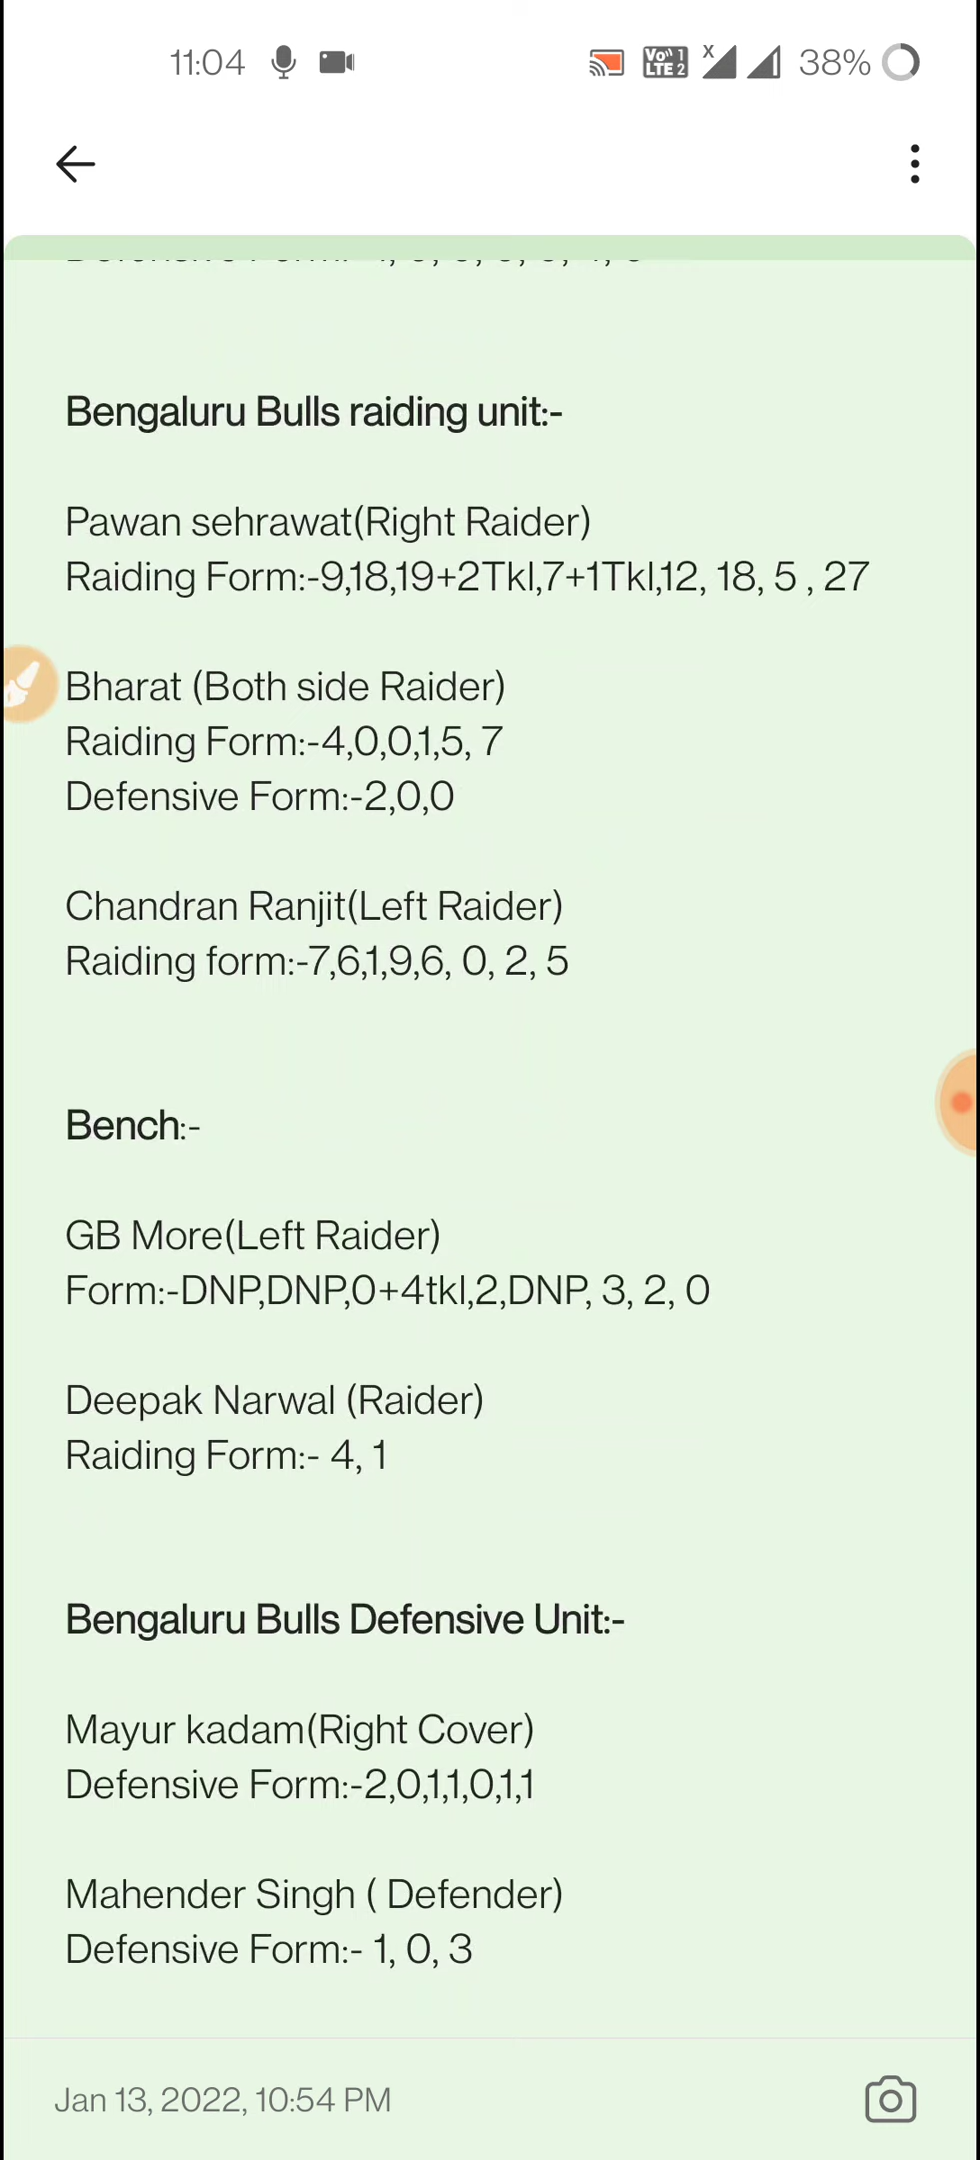 11:04
Vo)) 1
LTE 2
x
38%
Bengaluru Bulls raiding unit:-
Pawan sehrawat(Right Raider)
Raiding Form:-9,18,19+2Tkl,7+1Tkl,12, 18, 5 , 27
Bharat (Both side Raider)
Raiding Form:-4,0,0,1,5, 7
Defensive Form:-2,0,0
Chandran Ranjit(Left Raider)
Raiding form:-7,6,1,9,6, 0, 2, 5
Bench:-
GB More(Left Raider)
Form:-DNP,DNP,0+4tkl,2,DNP, 3, 2, 0
Deepak Narwal (Raider)
Raiding Form:- 4, 1
Bengaluru Bulls Defensive Unit:-
Mayur kadam(Right Cover)
Defensive Form:-2,0,1,1,0,1,1
Mahender Singh ( Defender)
Defensive Form:- 1, 0, 3
Jan 13, 2022, 10:54 PM